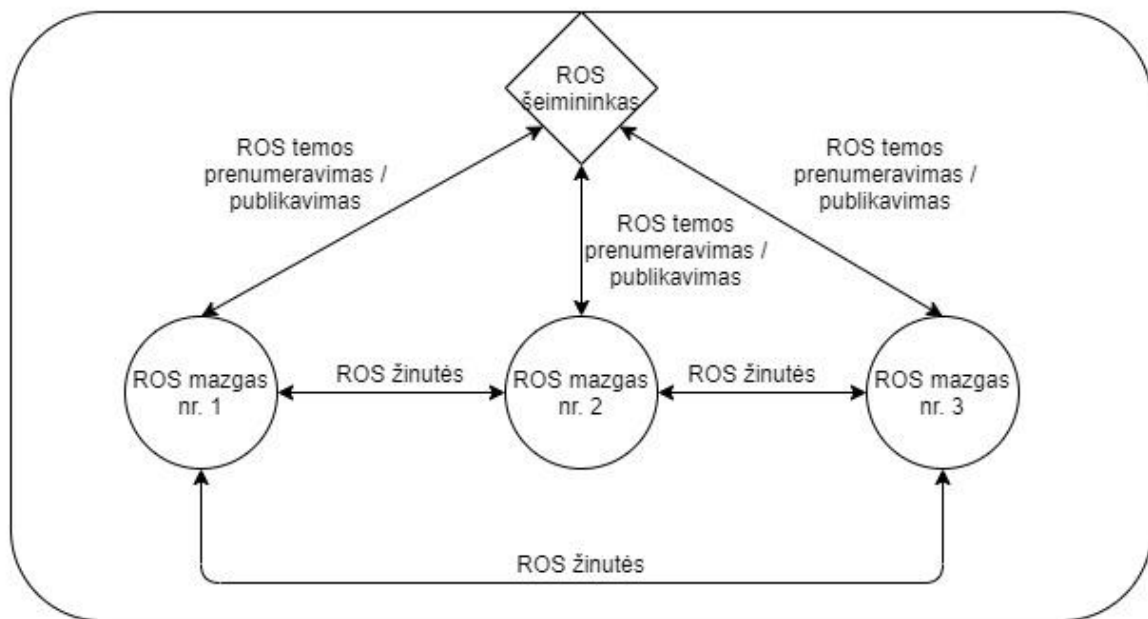 ROS
šeimininkas
ROS temos
prenumeravimas /
publikavimas
ROS temos
prenumeravimas /
publikavimas
ROS temos
prenumeravimas /
publikavimas
ROS mazgas
nr. 1
ROS žinutės
ROS mazgas
nr. 2
ROS žinutės
ROS mazgas
nr. 3
ROS žinutės